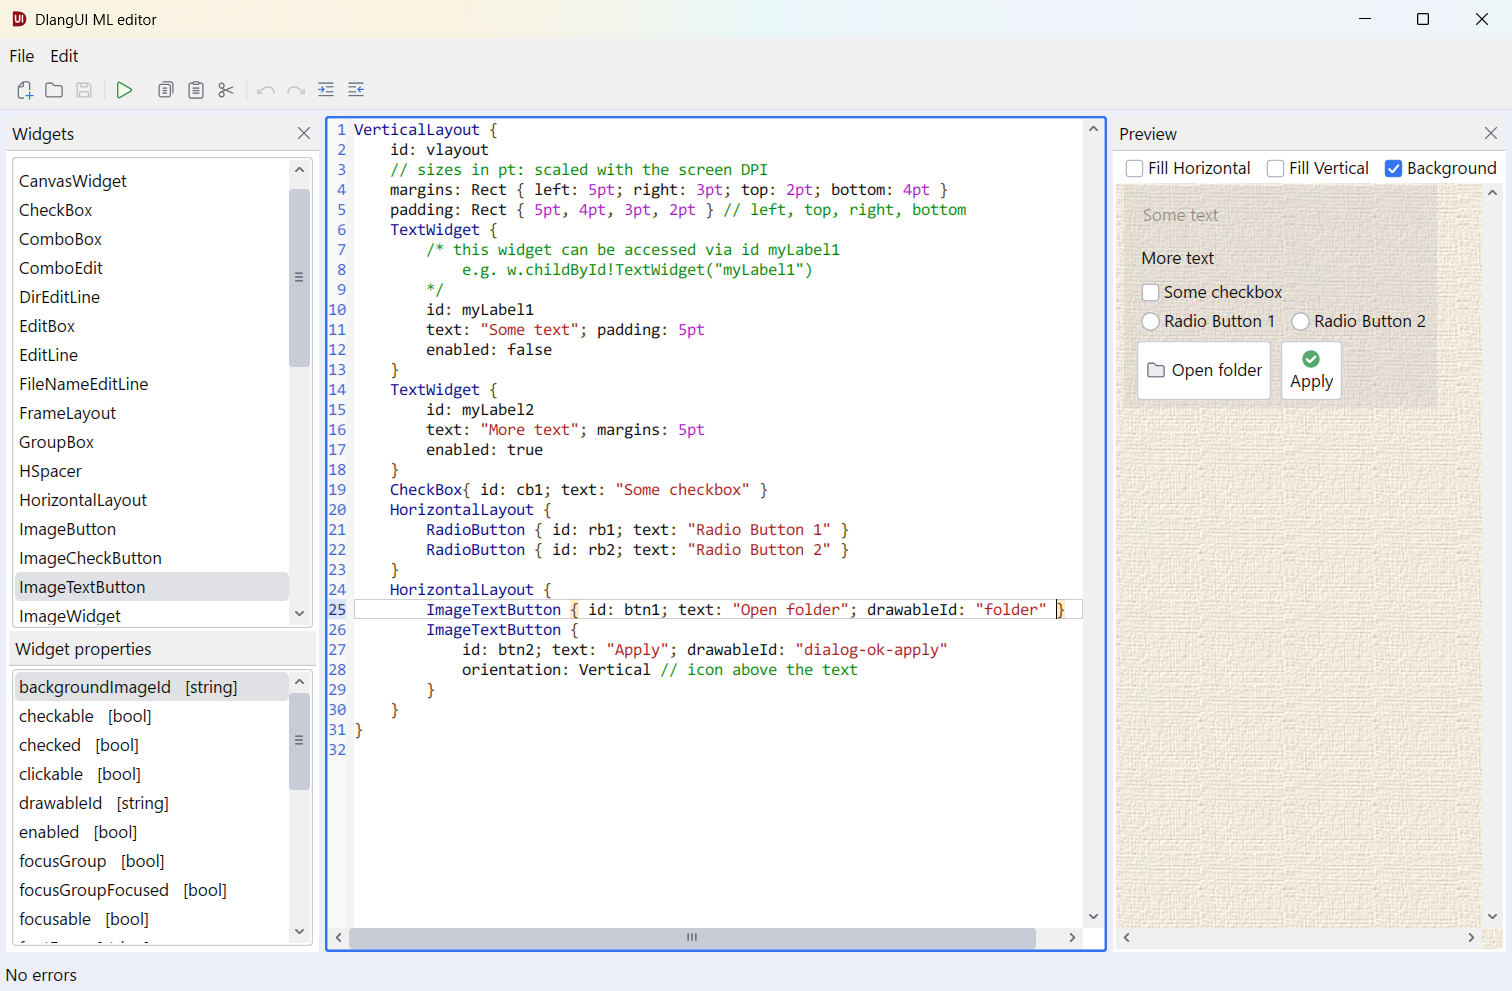 DlangUI ML editor
File Edit
Widgets
CanvasWidget
CheckBox
ComboBox
ComboEdit
DirEditLine
EditBox
EditLine
FileNameEditLine
FrameLayout
GroupBox
HSpacer
HorizontalLayout
ImageButton
ImageCheckButton
ImageTextButton
ImageWidget
Widget properties
backgroundImageId [string]
checkable [bool]
checked [bool]
clickable [bool]
drawableId [string]
enabled [bool]
focusGroup [bool]
focusGroupFocused [bool]
focusable [bool]
1 VerticalLayout {
2 id: vlayout
3 // sizes in pt: scaled with the screen DPI
4 margins: Rect { left: 5pt; right: 3pt; top: 2pt; bottom: 4pt }
5 padding: Rect { 5pt, 4pt, 3pt, 2pt } // left, top, right, bottom
6 TextWidget {
7 /* this widget can be accessed via id myLabel1
8 e.g. w.childById!TextWidget("myLabel1")
9 */
10 id: myLabel1
11 text: "Some text"; padding: 5pt
12 enabled: false
13 }
14 TextWidget {
15 id: myLabel2
16 text: "More text"; margins: 5pt
17 enabled: true
18 }
19 CheckBox{ id: cb1; text: "Some checkbox" }
20 HorizontalLayout {
21 RadioButton { id: rb1; text: "Radio Button 1" }
22 RadioButton { id: rb2; text: "Radio Button 2" }
23 }
24 HorizontalLayout {
25 ImageTextButton { id: btn1; text: "Open folder"; drawableId: "folder" }
26 ImageTextButton {
27 id: btn2; text: "Apply"; drawableId: "dialog-ok-apply"
28 orientation: Vertical // icon above the text
29 }
30 }
31 }
32
Preview
Fill Horizontal Fill Vertical Background
Some text
More text
Some checkbox
Radio Button 1 Radio Button 2
Open folder
Apply
No errors